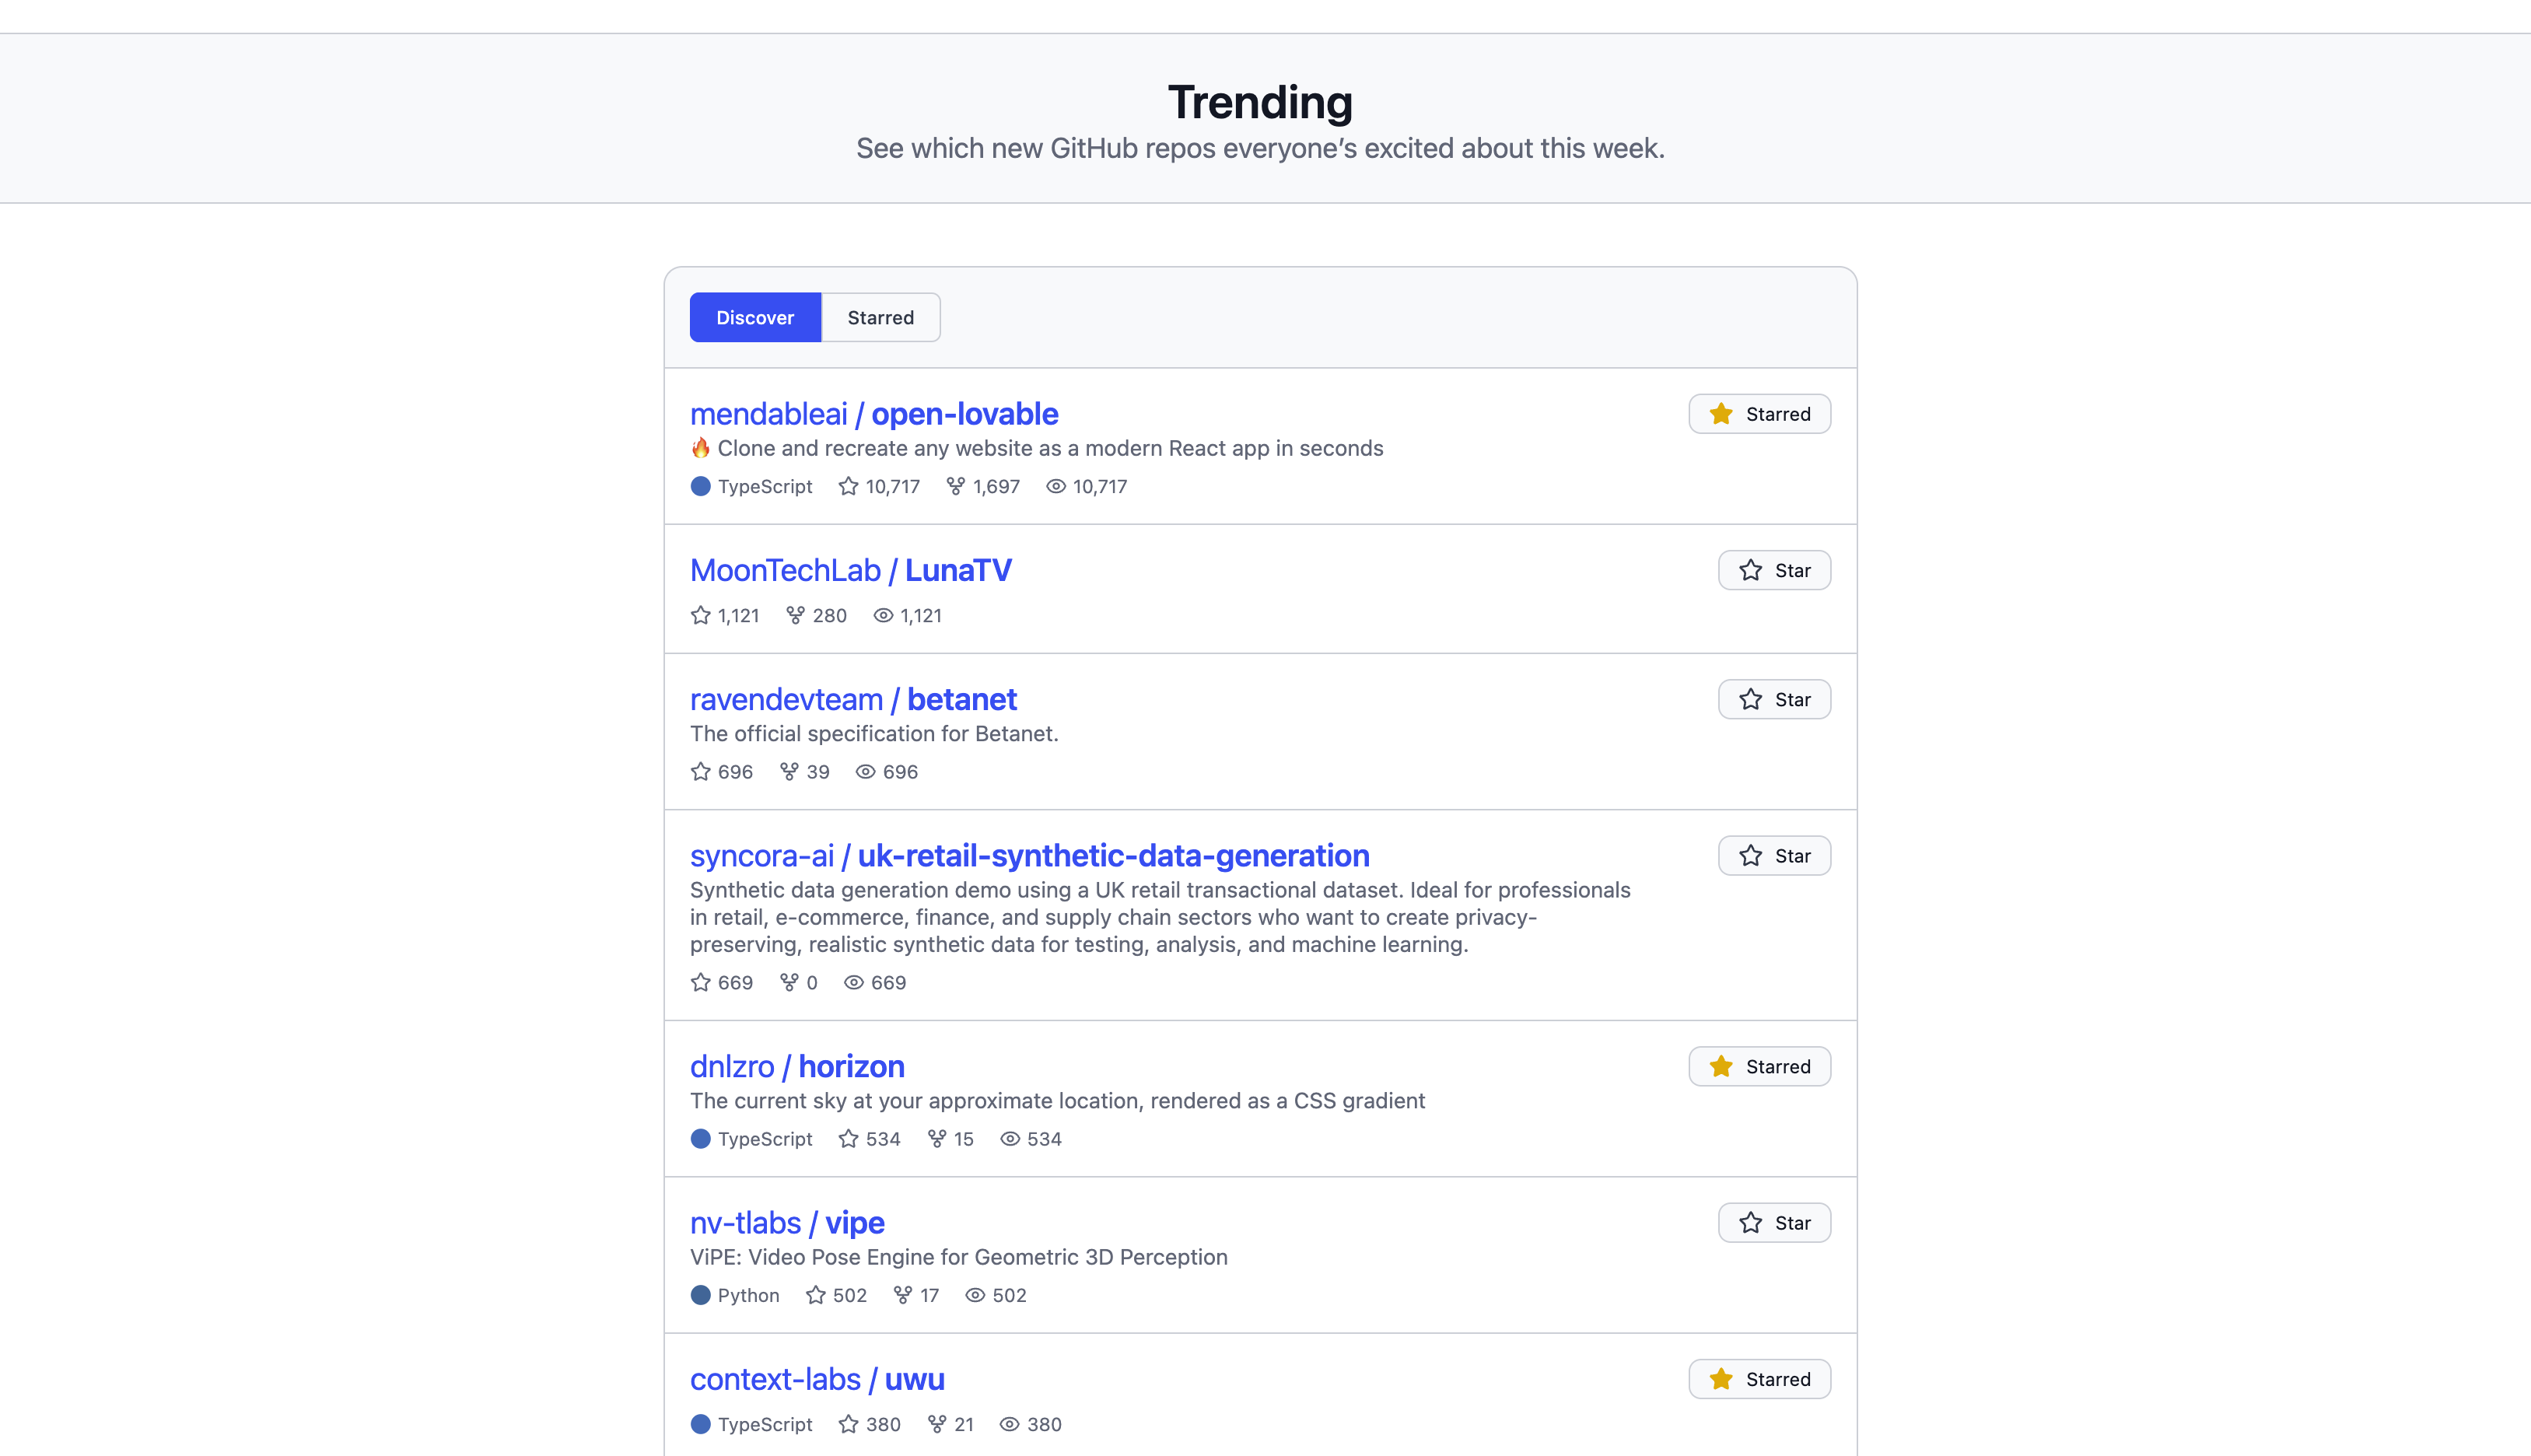 Trending
See which new GitHub repos everyone’s excited about this week.
Discover Starred
mendableai / open-lovable Starred
🔥 Clone and recreate any website as a modern React app in seconds
TypeScript 10,717 1,697 10,717
MoonTechLab / LunaTV Star
1,121 280 1,121
ravendevteam / betanet Star
The official specification for Betanet.
696 39 696
syncora-ai / uk-retail-synthetic-data-generation Star
Synthetic data generation demo using a UK retail transactional dataset. Ideal for professionals
in retail, e-commerce, finance, and supply chain sectors who want to create privacy-
preserving, realistic synthetic data for testing, analysis, and machine learning.
669 0 669
dnlzro / horizon Starred
The current sky at your approximate location, rendered as a CSS gradient
TypeScript 534 15 534
nv-tlabs / vipe Star
ViPE: Video Pose Engine for Geometric 3D Perception
Python 502 17 502
context-labs / uwu Starred
TypeScript 380 21 380